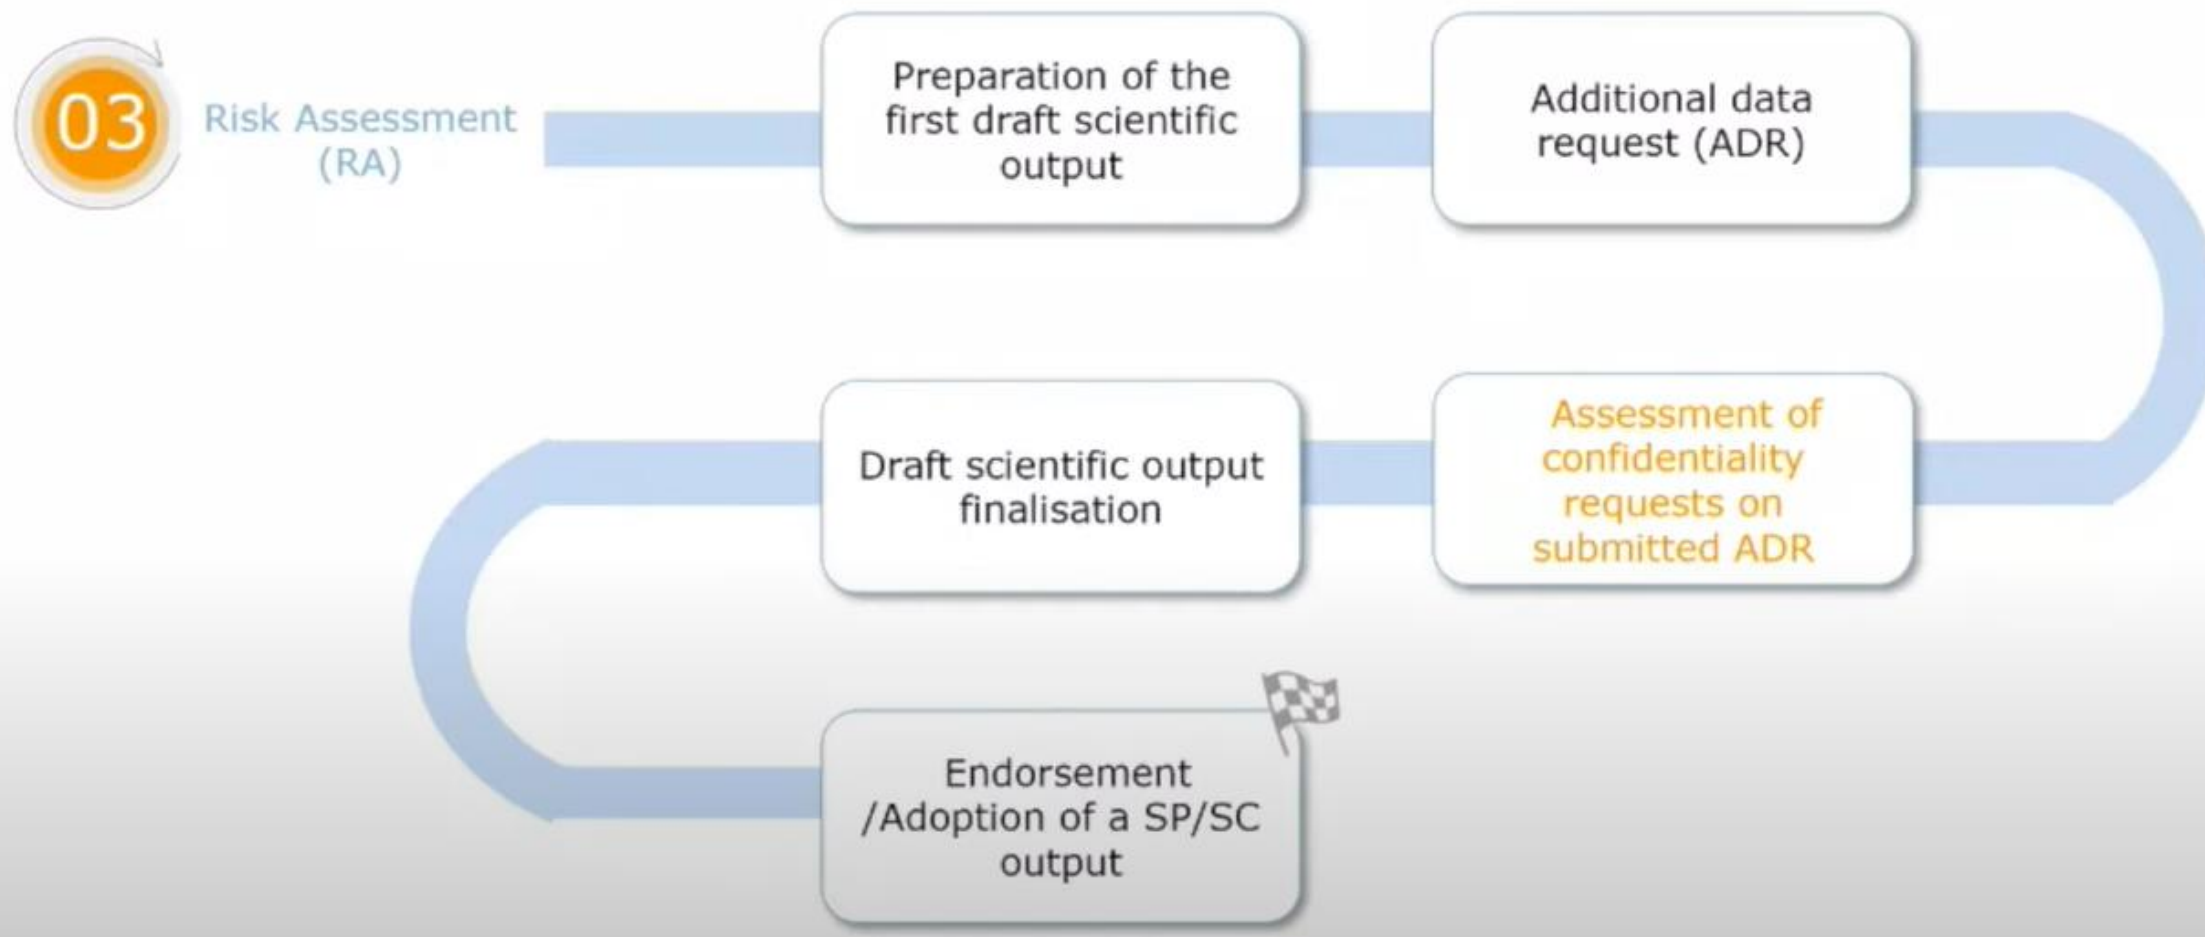 03
Risk Assessment
(RA)
Preparation of the
first draft scientific
output
Additional data
request (ADR)
Assessment of
confidentiality
requests on
submitted ADR
Draft scientific output
finalisation
Endorsement
/Adoption of a SP/SC
output